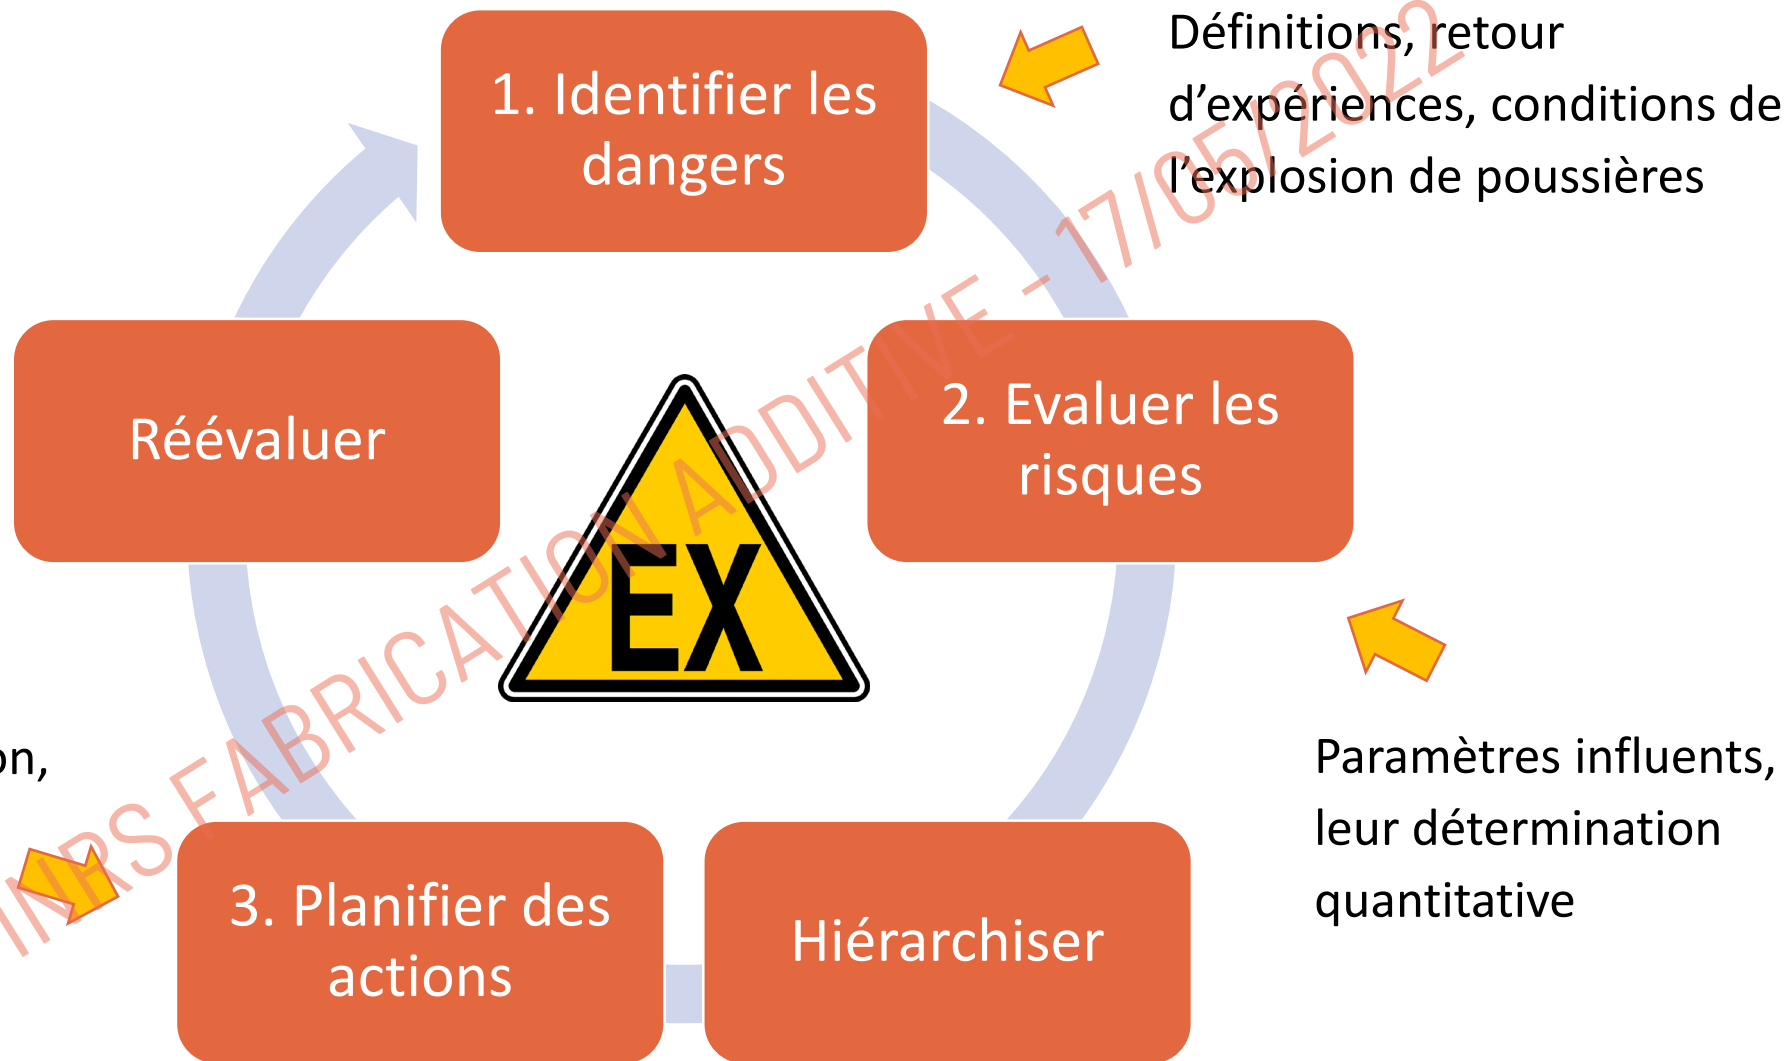 Définitions, retour
d’expériences, conditions de
l’explosion de poussières
1. Identifier les
dangers
2. Evaluer les
risques
Réévaluer
EX
Paramètres influents,
leur détermination
quantitative
on,
3. Planifier des
actions
Hiérarchiser
INRS FABRICATION ADDITIVE - 17/05/2022